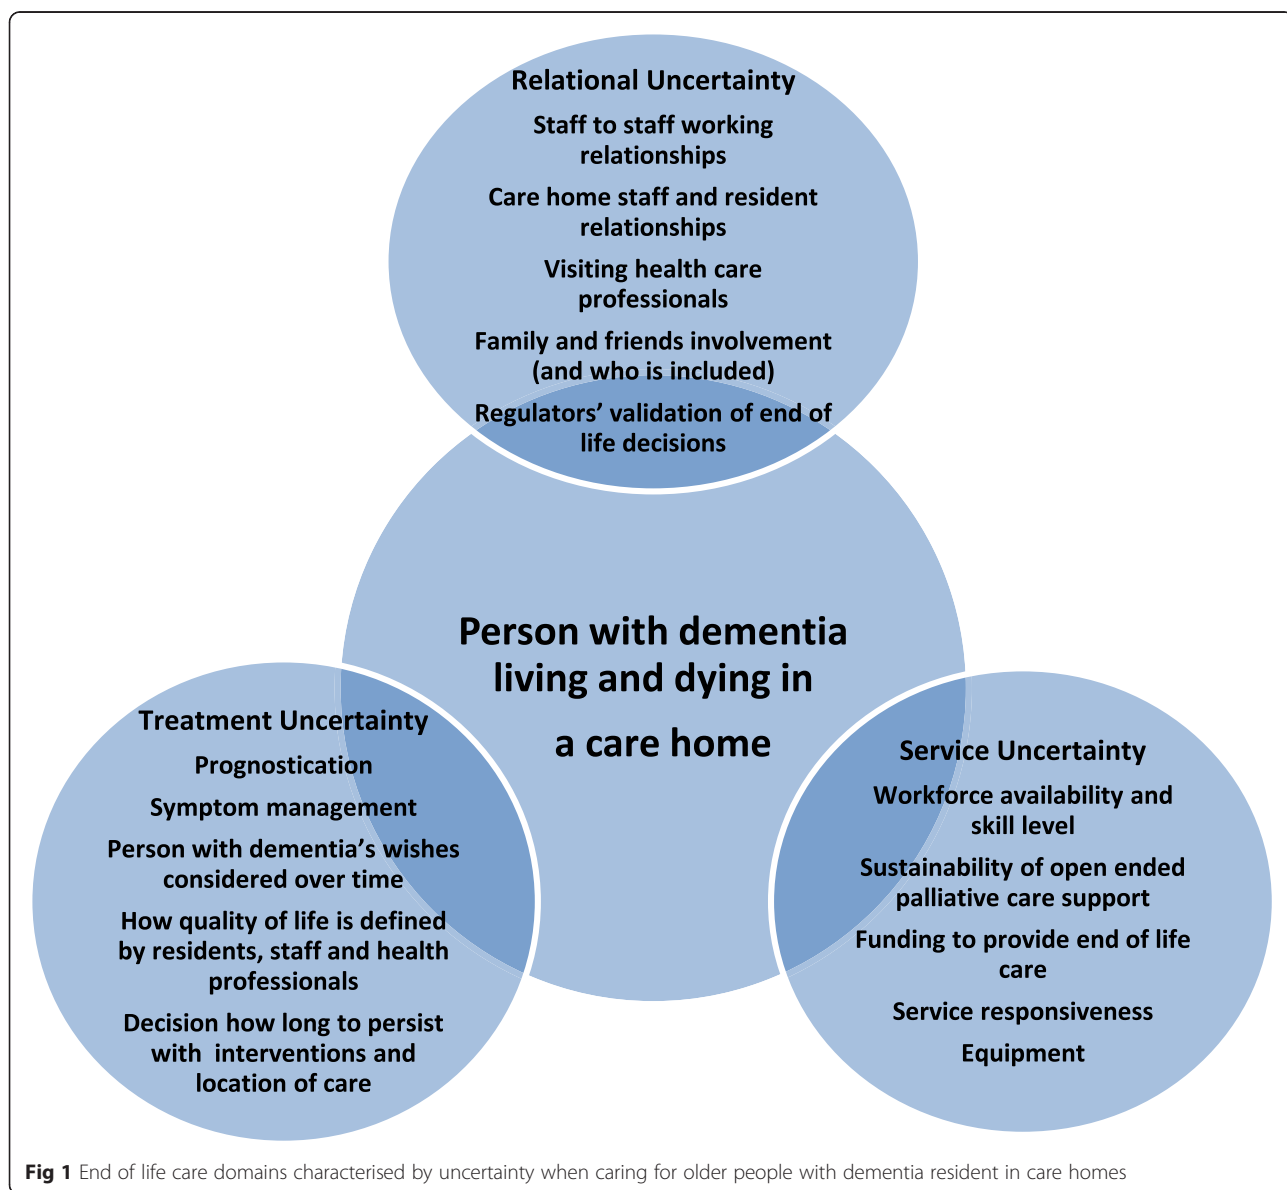 Relational Uncertainty
Staff to staff working
relationships
Care home staff and resident
relationships
Visiting health care
professionals
Family and friends involvement
(and who is included)
Regulators’ validation of end of
life decisions
Person with dementia
living and dying in
a care home
Treatment Uncertainty
Prognostication
Symptom management
Person with dementia’s wishes
considered over time
How quality of life is defined
by residents, staff and health
professionals
Decision how long to persist
with interventions and
location of care
Service Uncertainty
Workforce availability and
skill level
Sustainability of open ended
palliative care support
Funding to provide end of life
care
Service responsiveness
Equipment
Fig 1 End of life care domains characterised by uncertainty when caring for older people with dementia resident in care homes